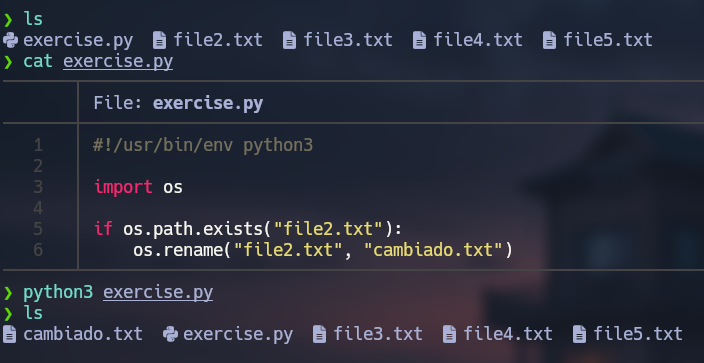 ❯ ls
exercise.py file2.txt file3.txt file4.txt file5.txt
❯ cat exercise.py
File: exercise.py
1 #!/usr/bin/env python3
2
3 import os
4
5 if os.path.exists("file2.txt"):
6     os.rename("file2.txt", "cambiado.txt")
❯ python3 exercise.py
❯ ls
cambiado.txt exercise.py file3.txt file4.txt file5.txt